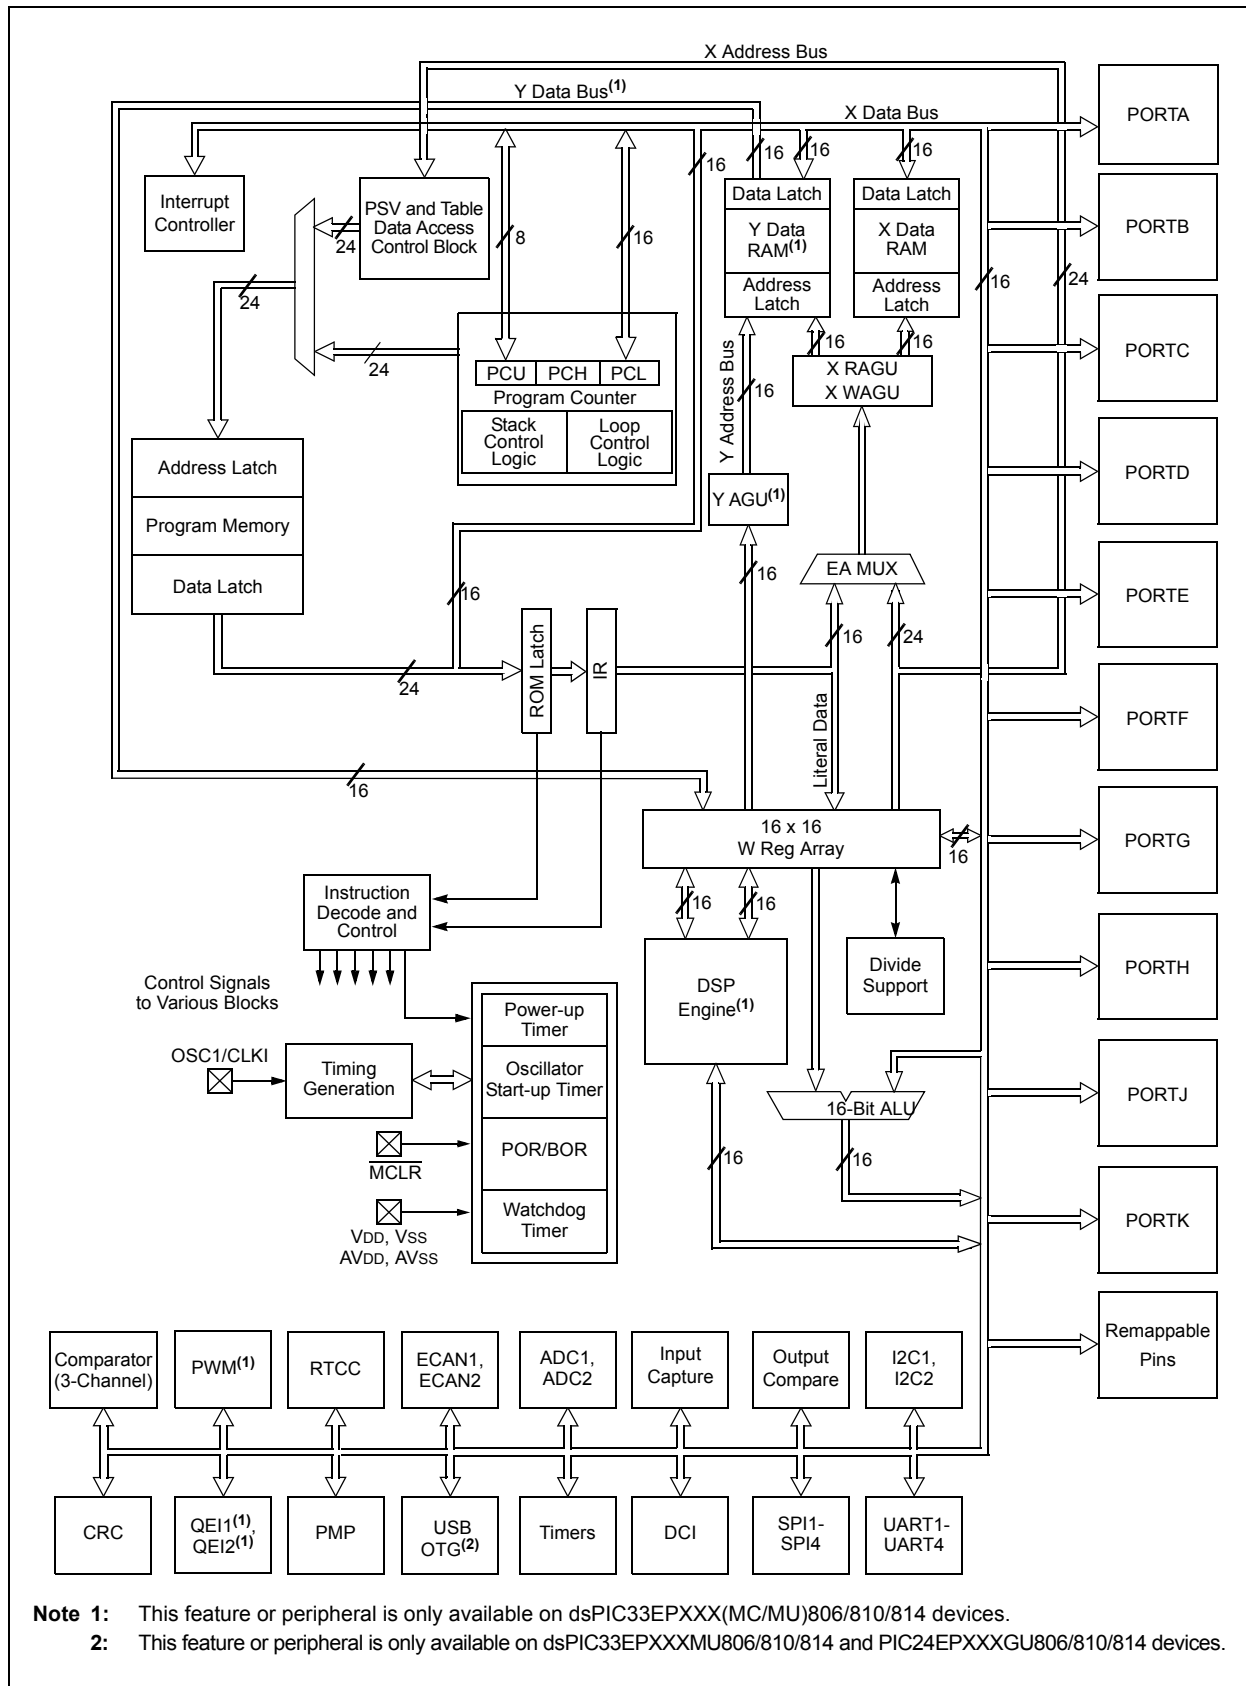 X Address Bus
Y Data Bus(1)
X Data Bus
PORTA
16
16
16
16
Interrupt
Controller
PSV and Table
Data Access
Control Block
24
8
16
Data Latch
Y Data
RAM(1)
Address
Latch
Data Latch
X Data
RAM
Address
Latch
PORTB
16
24
24
24
PORTC
16
16
PCU
PCH
PCL
Program Counter
Stack
Control
Logic
Loop
Control
Logic
Y Address Bus
16
X RAGU
X WAGU
Address Latch
Program Memory
Data Latch
Y AGU(1)
PORTD
EA MUX
16
PORTE
16
16
24
24
ROM Latch
IR
Literal Data
PORTF
16
16 x 16
W Reg Array
16
PORTG
Instruction
Decode and
Control
16
16
Control Signals
to Various Blocks
DSP
Engine(1)
Divide
Support
PORTH
Power-up
Timer
OSC1/CLKI
Timing
Generation
Oscillator
Start-up Timer
16-Bit ALU
PORTJ
MCLR
POR/BOR
16
16
PORTK
Watchdog
Timer
VDD, VSS
AVDD, AVSS
Remappable
Pins
Comparator
(3-Channel)
PWM(1)
RTCC
ECAN1,
ECAN2
ADC1,
ADC2
Input
Capture
Output
Compare
I2C1,
I2C2
CRC
QEI1(1),
QEI2(1)
PMP
USB
OTG(2)
Timers
DCI
SPI1-
SPI4
UART1-
UART4
Note 1: This feature or peripheral is only available on dsPIC33EPXXX(MC/MU)806/810/814 devices.
2: This feature or peripheral is only available on dsPIC33EPXXXMU806/810/814 and PIC24EPXXXGU806/810/814 devices.